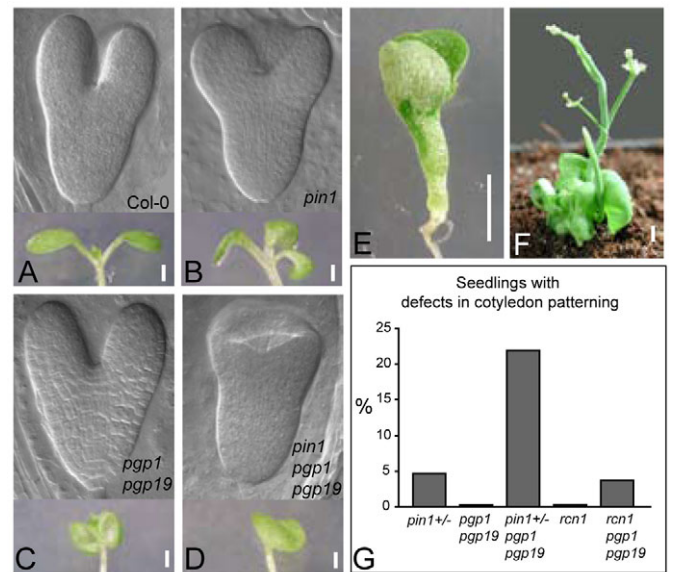 Col-0
A
pin1
B
E
F
pgp1
pgp19
C
pin1
pgp1
pgp19
D
Seedlings with
defects in cotyledon patterning
25
20
15
10
5
0
%
pin1+/-
pgp1
pgp19
pin1+/-
pgp1
pgp19
rcn1
rcn1
pgp1
pgp19
G